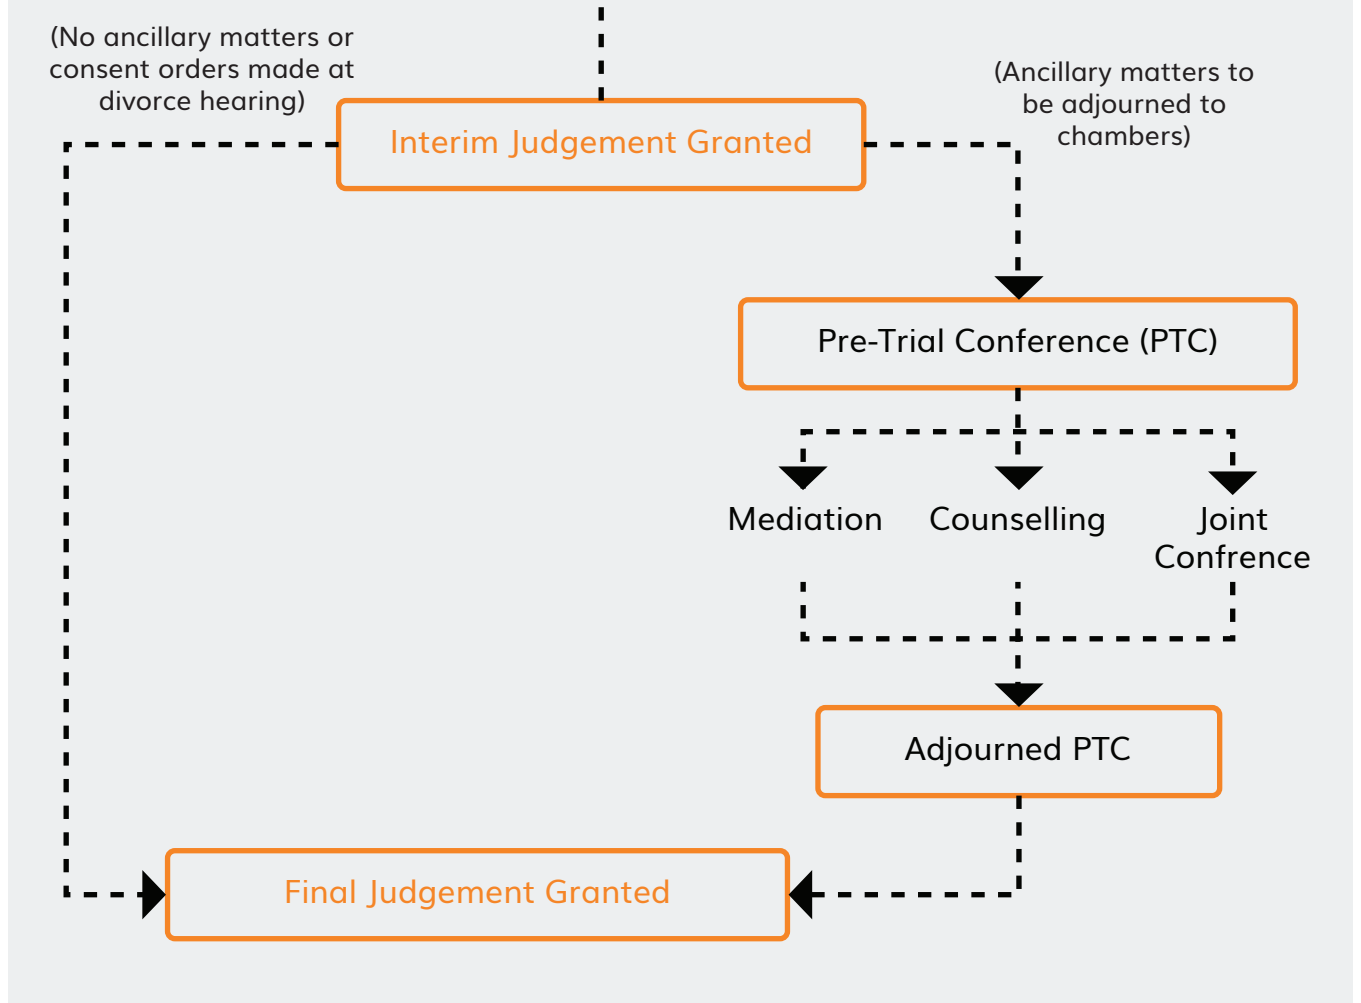 (No ancillary matters or
consent orders made at
divorce hearing)
(Ancillary matters to
be adjourned to
chambers)
Interim Judgement Granted
Pre-Trial Conference (PTC)
Mediation
Counselling
Joint
Confrence
Adjourned PTC
Final Judgement Granted